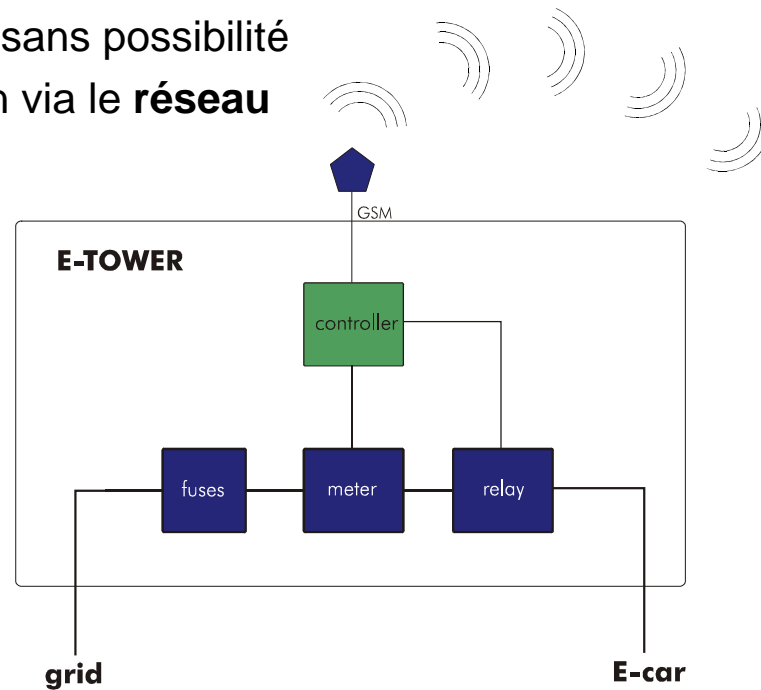 sans possibilité
n via le réseau
GSM
E-TOWER
controller
fuses meter relay
grid E-car